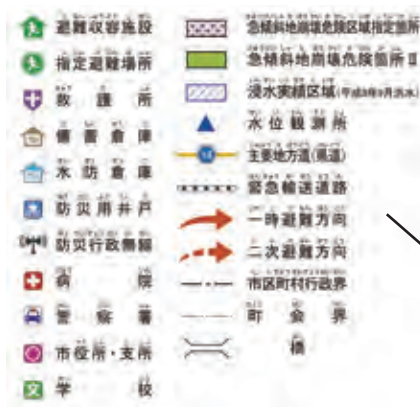 避難収容施設
指定避難場所
救護所
備蓄倉庫
水防倉庫
防災用井戸
防災行政無線
病院
警察署
市役所・支所
文 学校
急傾斜地崩壊危険区域指定箇所
急傾斜地崩壊危険箇所Ⅱ
浸水実績区域
水位観測所
主要地方道(県道)
緊急輸送道路
一時避難方向
二次避難方向
市区町村行政界
町会界
橋